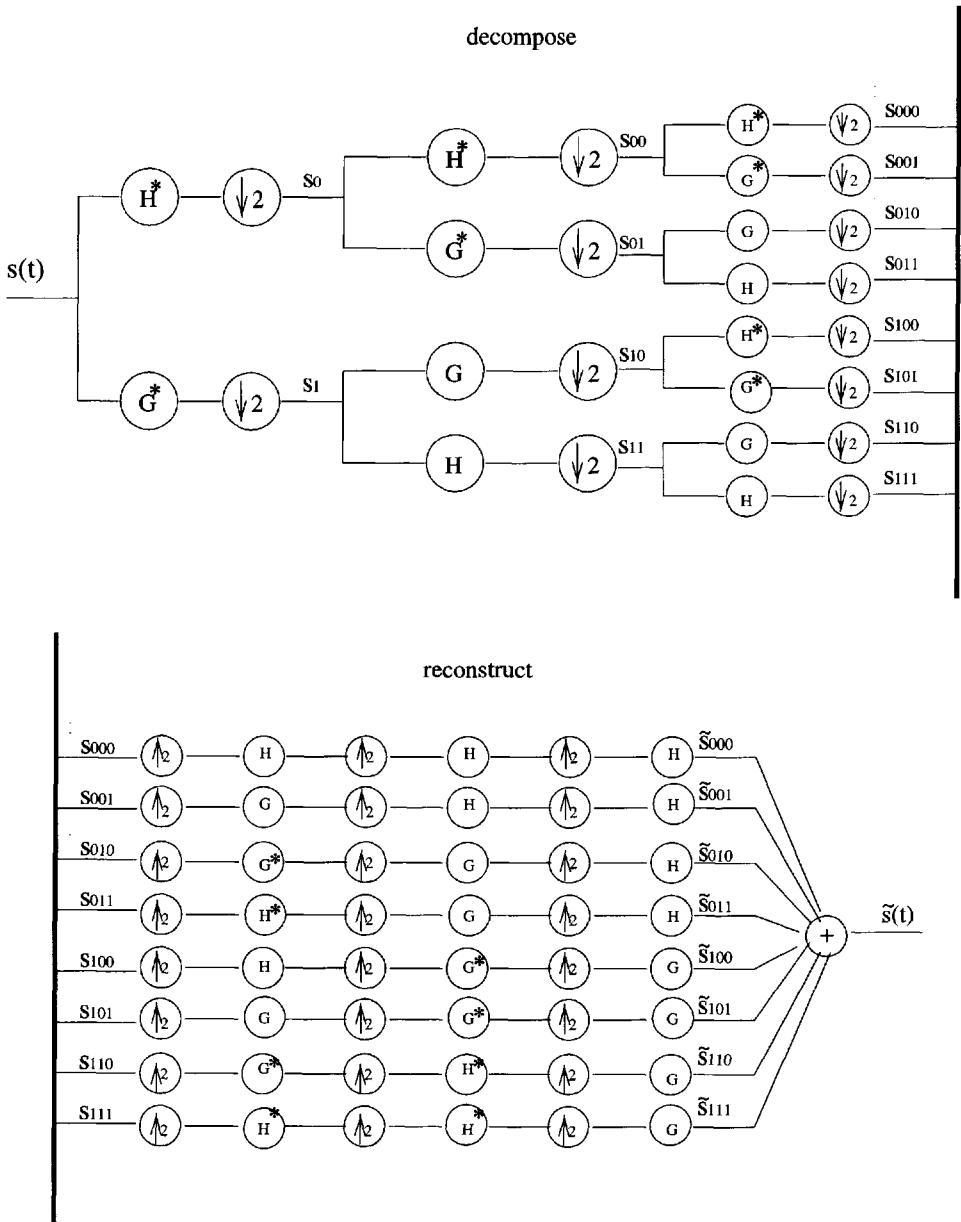 decompose
H* ↓2 S00 H* ↓2 S000
G* ↓2 S001
H* ↓2 S0
G* ↓2 S01 G ↓2 S010
H ↓2 S011
s(t)
G ↓2 S10 H* ↓2 S100
G* ↓2 S101
G* ↓2 S1
H ↓2 S11 G ↓2 S110
H ↓2 S111
reconstruct
S000 ↑2 H ↑2 H ↑2 H s̃000
S001 ↑2 G ↑2 H ↑2 H s̃001
S010 ↑2 G* ↑2 G ↑2 H s̃010
S011 ↑2 H* ↑2 G ↑2 H s̃011
+ s̃(t)
S100 ↑2 H ↑2 G* ↑2 G s̃100
S101 ↑2 G ↑2 G* ↑2 G s̃101
S110 ↑2 G* ↑2 H* ↑2 G s̃110
S111 ↑2 H* ↑2 H* ↑2 G s̃111